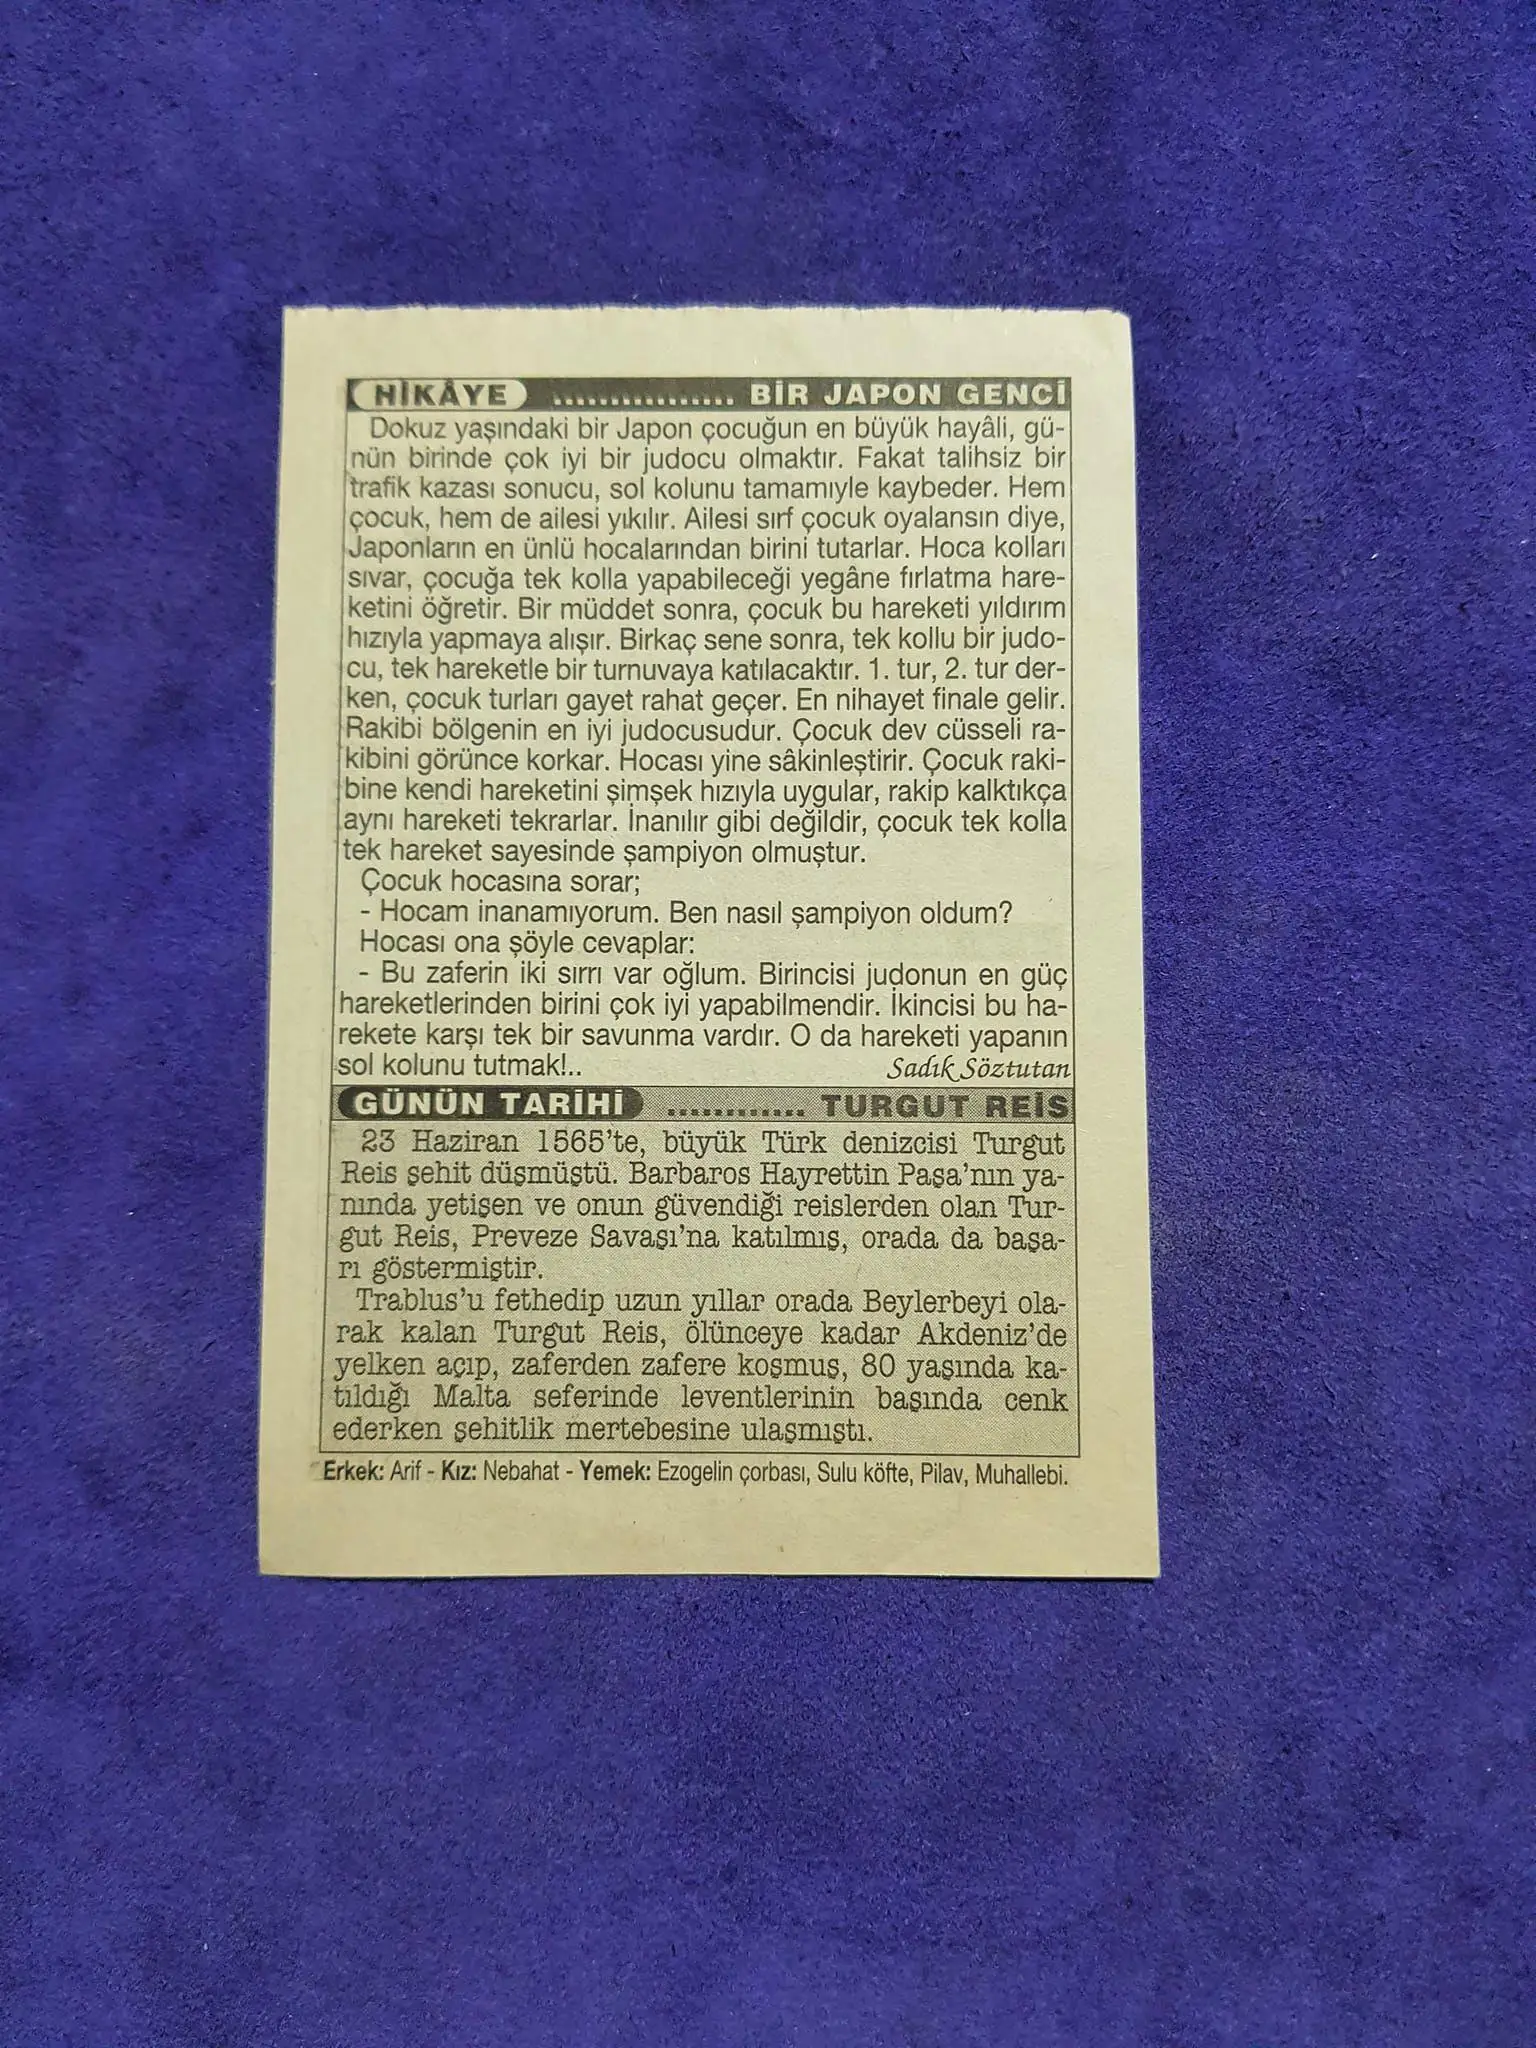 HİKÂYE ................ BİR JAPON GENCİ
Dokuz yaşındaki bir Japon çocuğun en büyük hayâli, gü-
nün birinde çok iyi bir judocu olmaktır. Fakat talihsiz bir
trafik kazası sonucu, sol kolunu tamamıyle kaybeder. Hem
çocuk, hem de ailesi yıkılır. Ailesi sırf çocuk oyalansın diye,
Japonların en ünlü hocalarından birini tutarlar. Hoca kolları
sıvar, çocuğa tek kolla yapabileceği yegâne fırlatma hare-
ketini öğretir. Bir müddet sonra, çocuk bu hareketi yıldırım
hızıyla yapmaya alışır. Birkaç sene sonra, tek kollu bir judo-
cu, tek hareketle bir turnuvaya katılacaktır. 1. tur, 2. tur der-
ken, çocuk turları gayet rahat geçer. En nihayet finale gelir.
Rakibi bölgenin en iyi judocusudur. Çocuk dev cüsseli ra-
kibini görünce korkar. Hocası yine sâkinleştirir. Çocuk raki-
bine kendi hareketini şimşek hızıyla uygular, rakip kalktıkça
aynı hareketi tekrarlar. İnanılır gibi değildir, çocuk tek kolla
tek hareket sayesinde şampiyon olmuştur.
Çocuk hocasına sorar;
- Hocam inanamıyorum. Ben nasıl şampiyon oldum?
Hocası ona şöyle cevaplar:
- Bu zaferin iki sırrı var oğlum. Birincisi judonun en güç
hareketlerinden birini çok iyi yapabilmendir. İkincisi bu ha-
rekete karşı tek bir savunma vardır. O da hareketi yapanın
sol kolunu tutmak!.. Sadık Söztutan
GÜNÜN TARİHİ ............ TURGUT REİS
23 Haziran 1565'te, büyük Türk denizcisi Turgut
Reis şehit düşmüştü. Barbaros Hayrettin Paşa'nın ya-
nında yetişen ve onun güvendiği reislerden olan Tur-
gut Reis, Preveze Savaşı'na katılmış, orada da başa-
rı göstermiştir.
Trablus'u fethedip uzun yıllar orada Beylerbeyi ola-
rak kalan Turgut Reis, ölünceye kadar Akdeniz'de
yelken açıp, zaferden zafere koşmuş, 80 yaşında ka-
tıldığı Malta seferinde leventlerinin başında cenk
ederken şehitlik mertebesine ulaşmıştı.
Erkek: Arif - Kız: Nebahat - Yemek: Ezogelin çorbası, Sulu köfte, Pilav, Muhallebi.